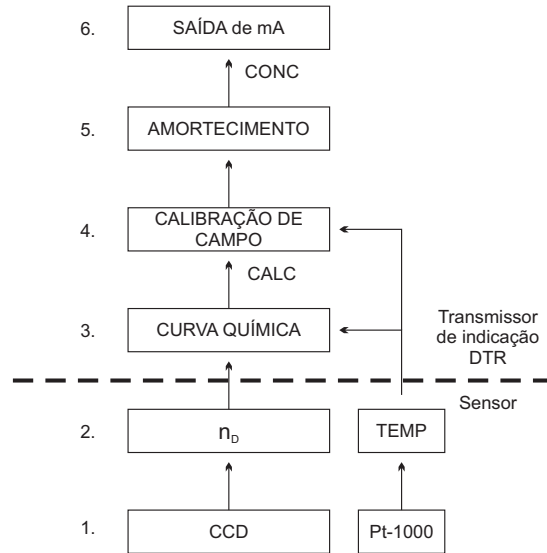 6. SAÍDA de mA
CONC
5. AMORTECIMENTO
4. CALIBRAÇÃO DE
CAMPO
CALC
3. CURVA QUÍMICA
Transmissor
de indicação
DTR
Sensor
2. nD TEMP
1. CCD Pt-1000